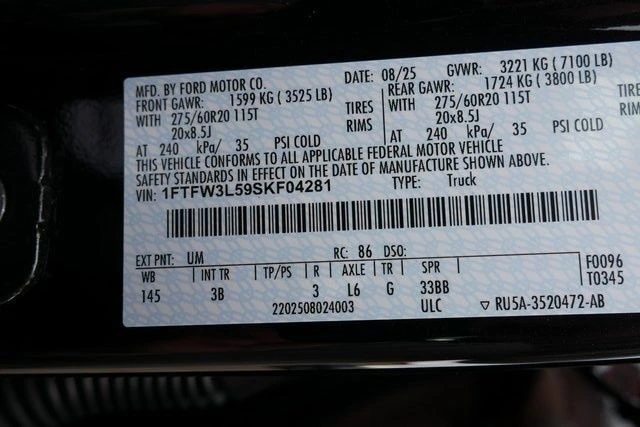 MFD. BY FORD MOTOR CO. DATE: 08/25 GVWR: 3221 KG ( 7100 LB)
FRONT GAWR: 1599 KG ( 3525 LB) REAR GAWR: 1724 KG ( 3800 LB)
WITH 275/60R20 115T TIRES WITH 275/60R20 115T TIRES
20x8.5J RIMS 20x8.5J RIMS
AT 240 kPa/ 35 PSI COLD AT 240 kPa/ 35 PSI COLD
THIS VEHICLE CONFORMS TO ALL APPLICABLE FEDERAL MOTOR VEHICLE
SAFETY STANDARDS IN EFFECT ON THE DATE OF MANUFACTURE SHOWN ABOVE.
VIN: 1FTFW3L59SKF04281 TYPE: Truck
EXT PNT: UM RC: 86 DSO: F0096
WB INT TR TP/PS R AXLE TR SPR T0345
145 3B 3 L6 G 33BB
2202508024003 ULC ▽ RU5A-3520472-AB